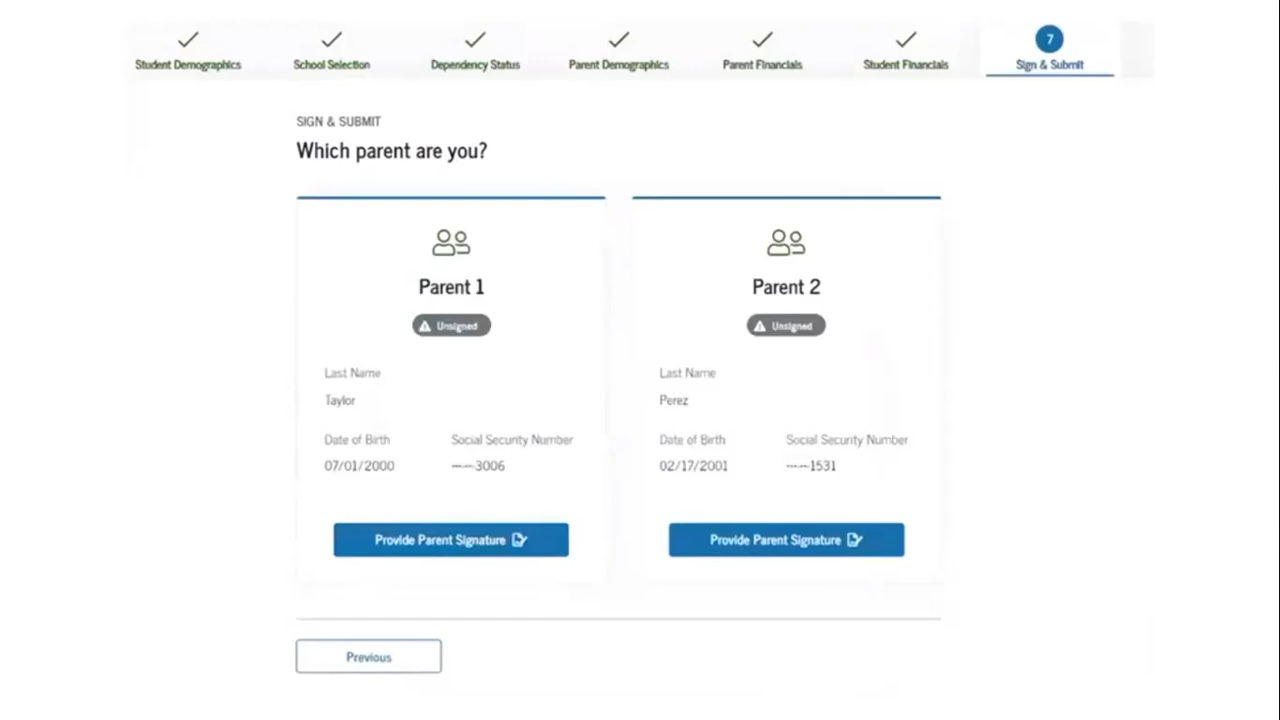 Student Demographics School Selection Dependency Status Parent Demographics Parent Financials Student Financials 7 Sign & Submit
SIGN & SUBMIT
Which parent are you?
Parent 1
Unsigned
Last Name
Taylor
Date of Birth Social Security Number
07/01/2000 ···-··-3006
Provide Parent Signature
Parent 2
Unsigned
Last Name
Perez
Date of Birth Social Security Number
02/17/2001 ···-··-1531
Provide Parent Signature
Previous